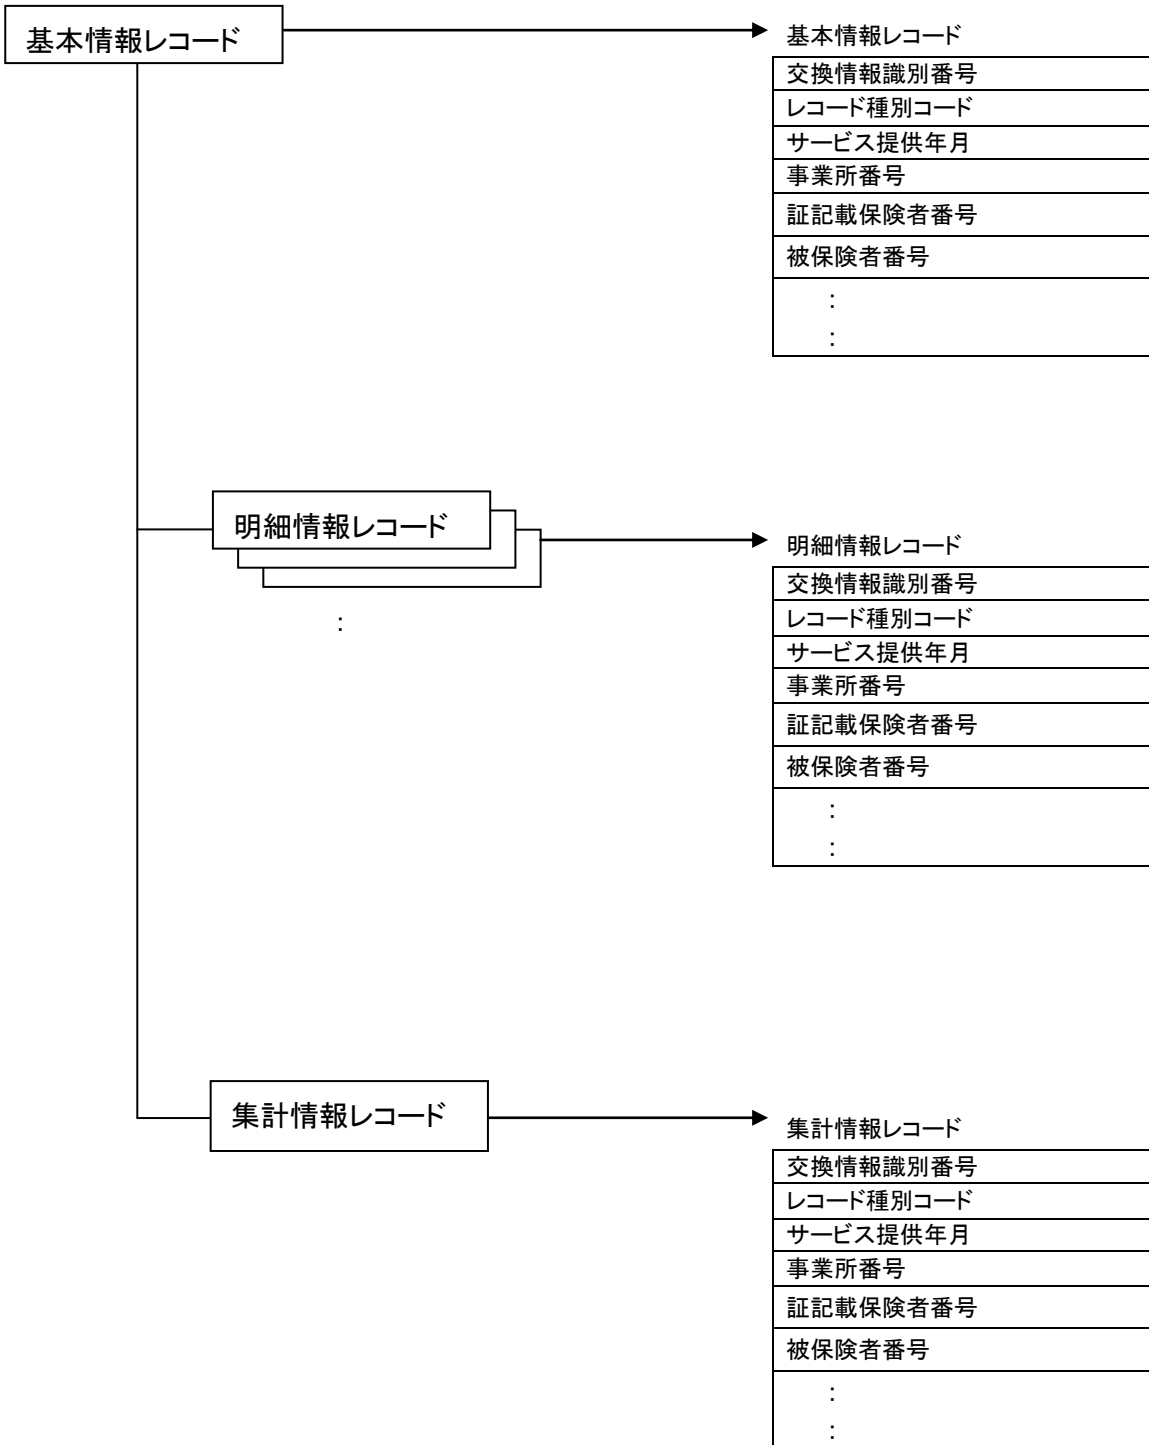 基本情報レコード
基本情報レコード
交換情報識別番号
レコード種別コード
サービス提供年月
事業所番号
証記載保険者番号
被保険者番号
:
:
明細情報レコード
:
明細情報レコード
交換情報識別番号
レコード種別コード
サービス提供年月
事業所番号
証記載保険者番号
被保険者番号
:
:
集計情報レコード
集計情報レコード
交換情報識別番号
レコード種別コード
サービス提供年月
事業所番号
証記載保険者番号
被保険者番号
:
: